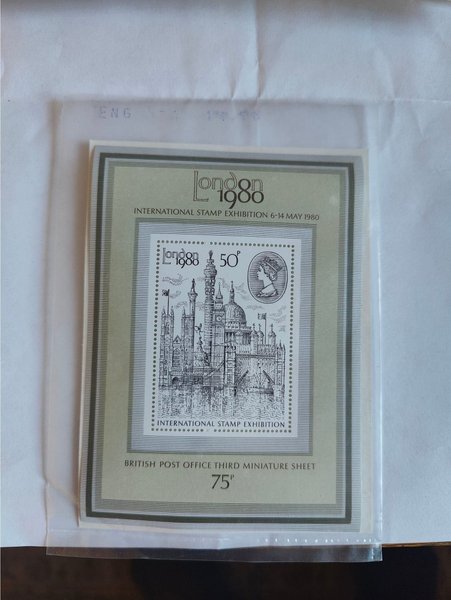 ENG
London
1980
INTERNATIONAL STAMP EXHIBITION 6-14 MAY 1980
London
1980 50P
INTERNATIONAL STAMP EXHIBITION
BRITISH POST OFFICE THIRD MINIATURE SHEET
75P